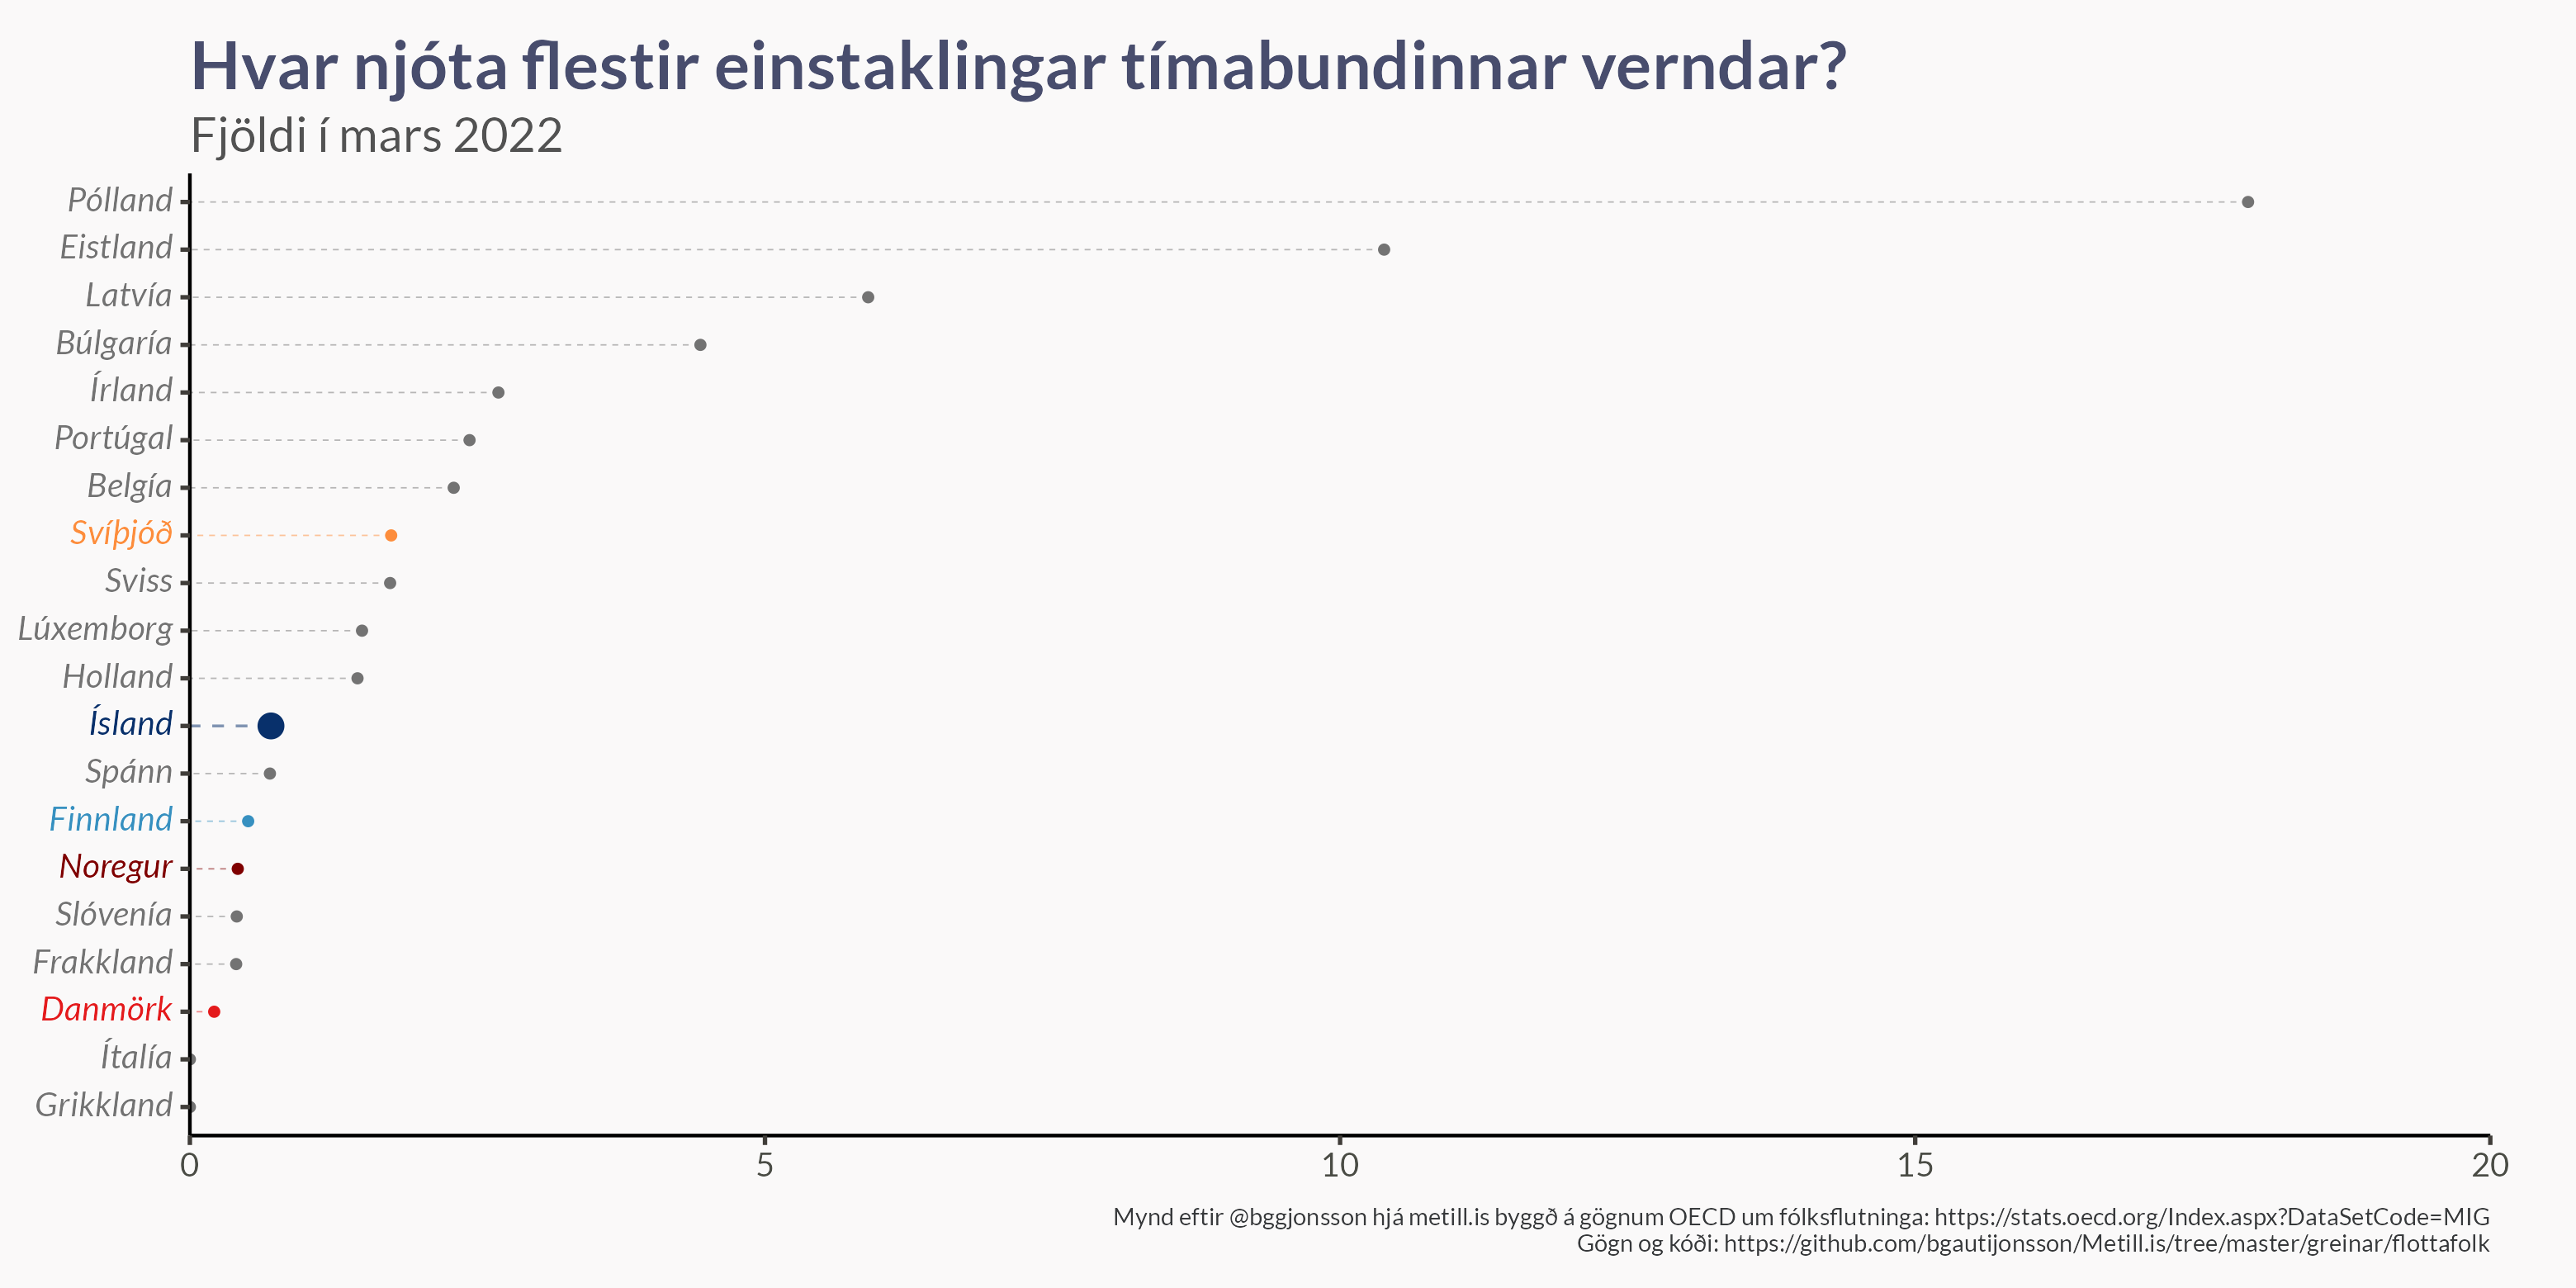 Hvar njóta flestir einstaklingar tímabundinnar verndar?
Fjöldi í mars 2022
Pólland
Eistland
Latvía
Búlgaría
Írland
Portúgal
Belgía
Svíþjóð
Sviss
Lúxemborg
Holland
Ísland
Spánn
Finnland
Noregur
Slóvenía
Frakkland
Danmörk
Ítalía
Grikkland
0 5 10 15 20
Mynd eftir @bggjonsson hjá metill.is byggð á gögnum OECD um fólksflutninga: https://stats.oecd.org/Index.aspx?DataSetCode=MIG
Gögn og kóði: https://github.com/bgautijonsson/Metill.is/tree/master/greinar/flottafolk